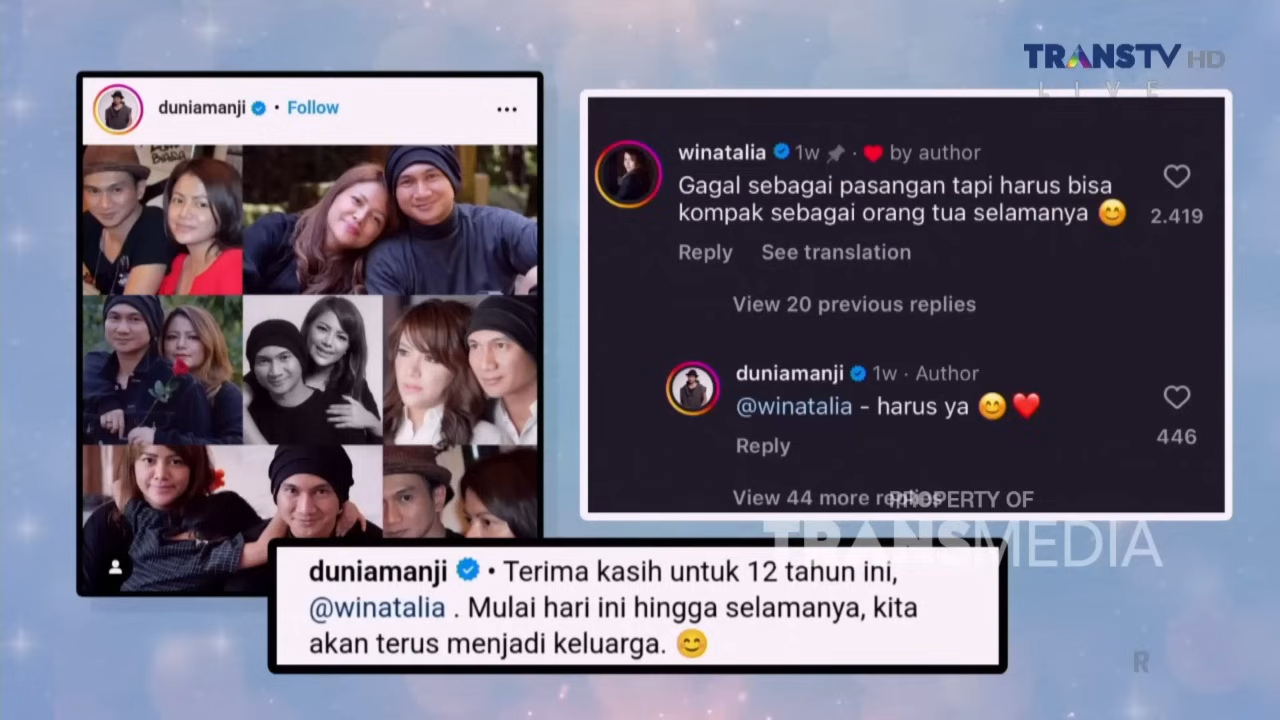 TRANSTV HD
LIVE
duniamanji • Follow
BIARA
winatalia 1w · by author
Gagal sebagai pasangan tapi harus bisa
kompak sebagai orang tua selamanya 😊
2.419
Reply See translation
View 20 previous replies
duniamanji 1w · Author
@winatalia - harus ya 😊 ❤️
446
Reply
View 44 more replies
PROPERTY OF
TRANSMEDIA
duniamanji • Terima kasih untuk 12 tahun ini,
@winatalia . Mulai hari ini hingga selamanya, kita
akan terus menjadi keluarga. 😊
R